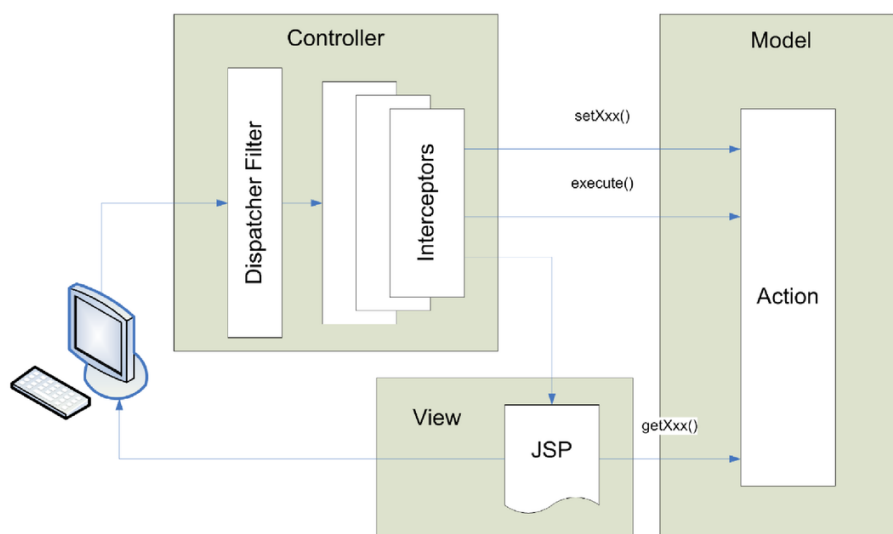 Controller
Model
Dispatcher Filter
Interceptors
setXxx()
execute()
Action
View
JSP
getXxx()